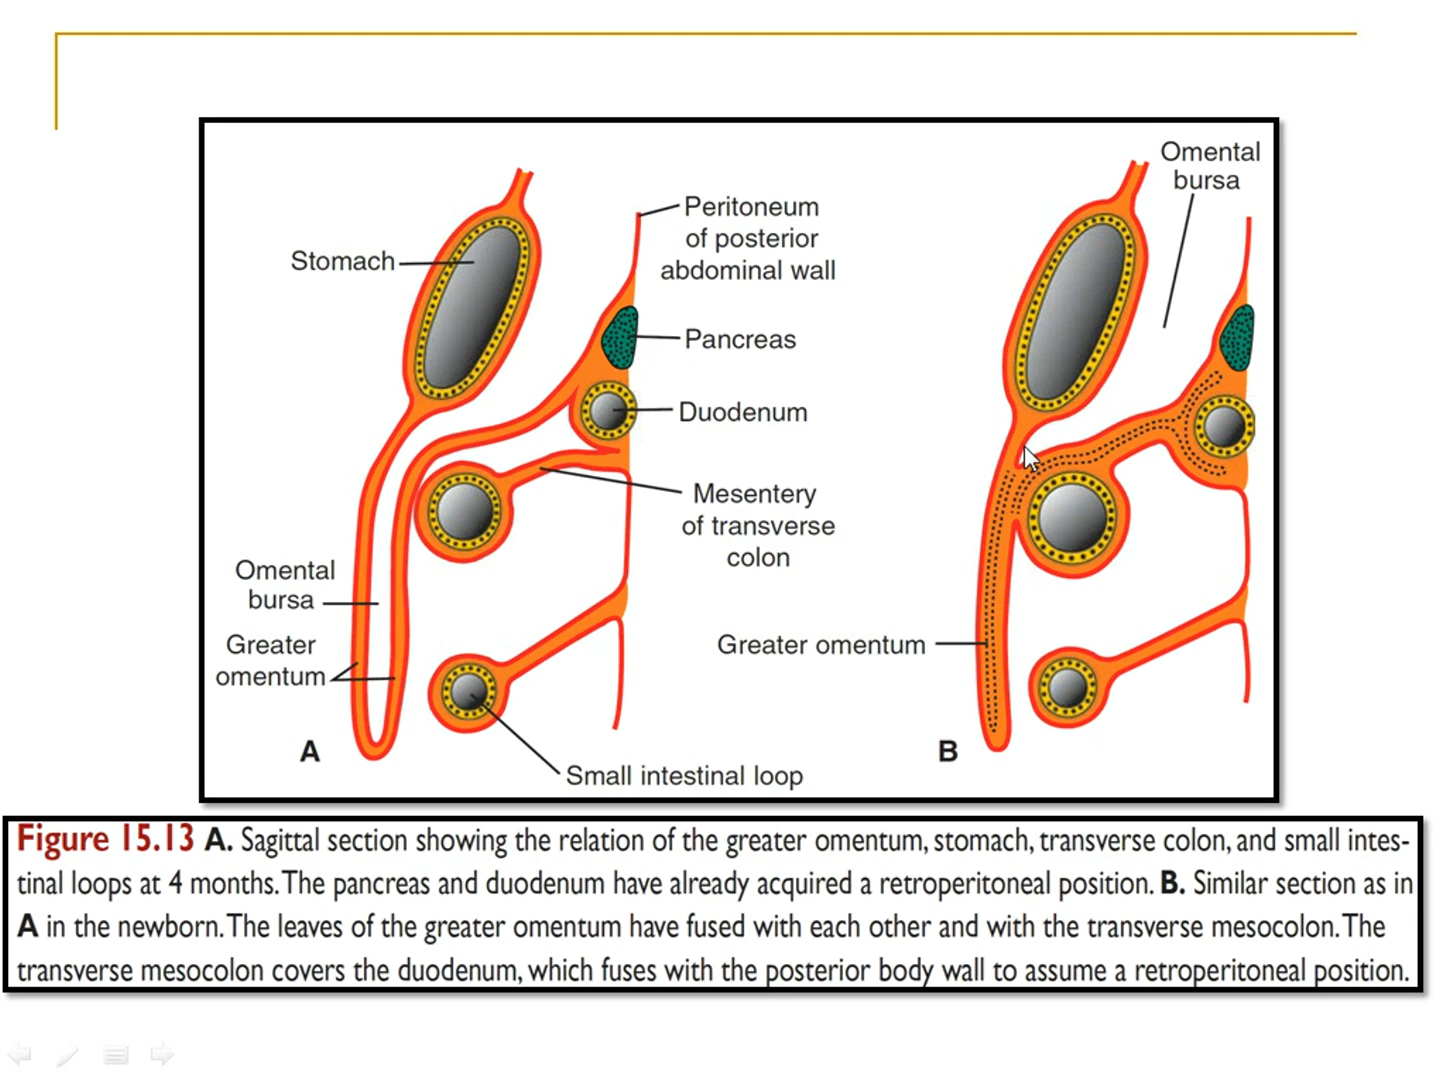 Omental
bursa
Peritoneum
of posterior
abdominal wall
Stomach
Pancreas
Duodenum
Mesentery
of transverse
colon
Omental
bursa
Greater
omentum
Greater omentum
A
B
Small intestinal loop
Figure 15.13 A. Sagittal section showing the relation of the greater omentum, stomach, transverse colon, and small intes-
tinal loops at 4 months. The pancreas and duodenum have already acquired a retroperitoneal position. B. Similar section as in
A in the newborn. The leaves of the greater omentum have fused with each other and with the transverse mesocolon. The
transverse mesocolon covers the duodenum, which fuses with the posterior body wall to assume a retroperitoneal position.